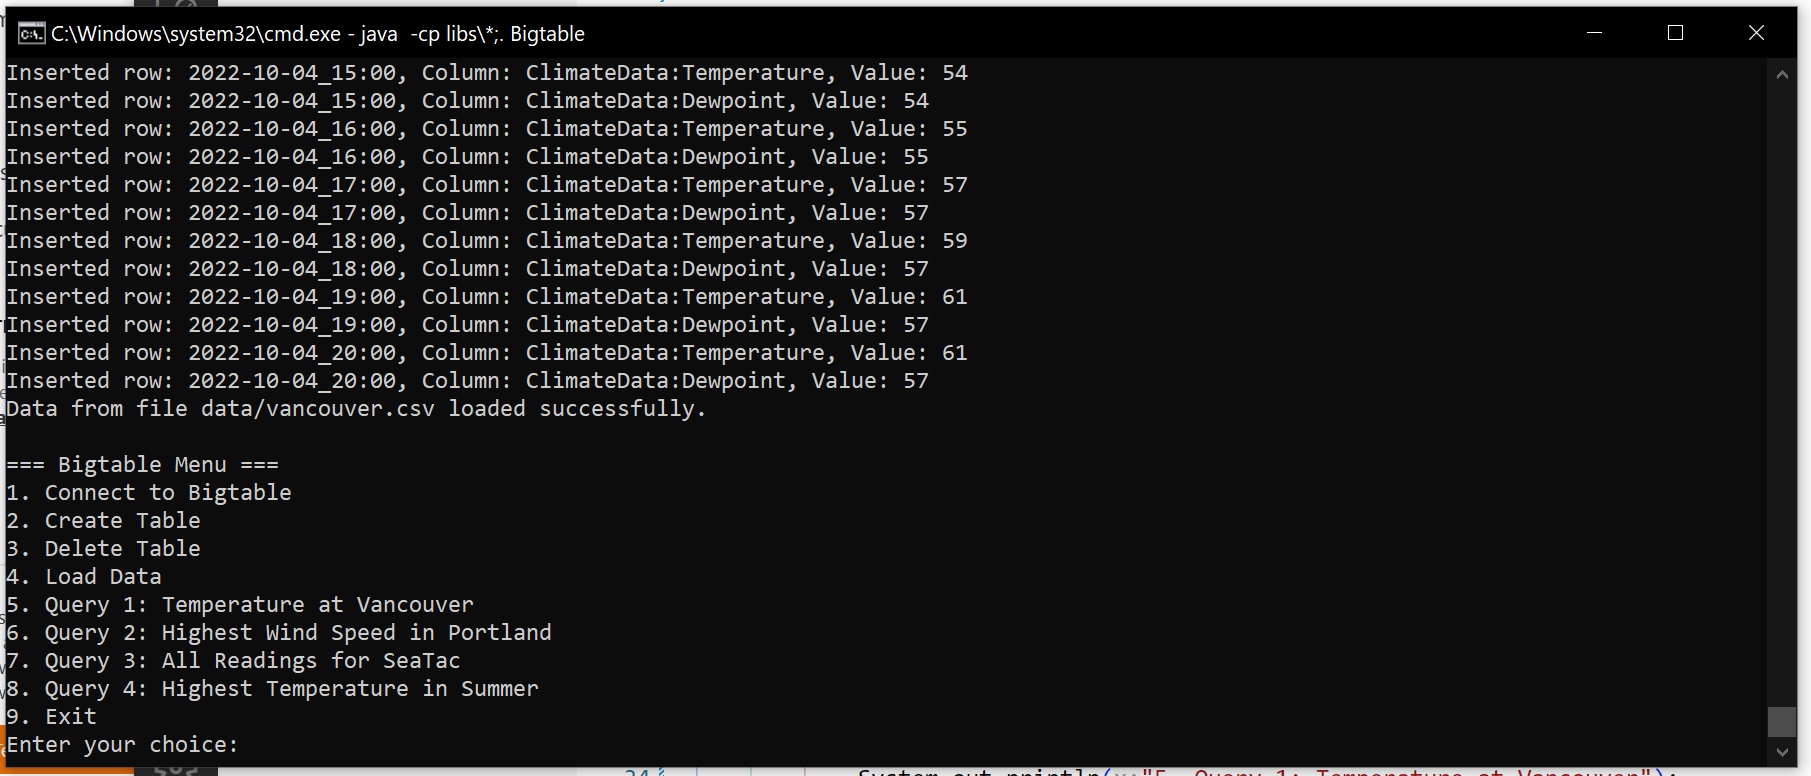 C:\Windows\system32\cmd.exe - java  -cp libs\*;. Bigtable
Inserted row: 2022-10-04_15:00, Column: ClimateData:Temperature, Value: 54
Inserted row: 2022-10-04_15:00, Column: ClimateData:Dewpoint, Value: 54
Inserted row: 2022-10-04_16:00, Column: ClimateData:Temperature, Value: 55
Inserted row: 2022-10-04_16:00, Column: ClimateData:Dewpoint, Value: 55
Inserted row: 2022-10-04_17:00, Column: ClimateData:Temperature, Value: 57
Inserted row: 2022-10-04_17:00, Column: ClimateData:Dewpoint, Value: 57
Inserted row: 2022-10-04_18:00, Column: ClimateData:Temperature, Value: 59
Inserted row: 2022-10-04_18:00, Column: ClimateData:Dewpoint, Value: 57
Inserted row: 2022-10-04_19:00, Column: ClimateData:Temperature, Value: 61
Inserted row: 2022-10-04_19:00, Column: ClimateData:Dewpoint, Value: 57
Inserted row: 2022-10-04_20:00, Column: ClimateData:Temperature, Value: 61
Inserted row: 2022-10-04_20:00, Column: ClimateData:Dewpoint, Value: 57
Data from file data/vancouver.csv loaded successfully.
=== Bigtable Menu ===
1. Connect to Bigtable
2. Create Table
3. Delete Table
4. Load Data
5. Query 1: Temperature at Vancouver
6. Query 2: Highest Wind Speed in Portland
7. Query 3: All Readings for SeaTac
8. Query 4: Highest Temperature in Summer
9. Exit
Enter your choice:
System.out.println(x:"5. Query 1: Temperature at Vancouver");